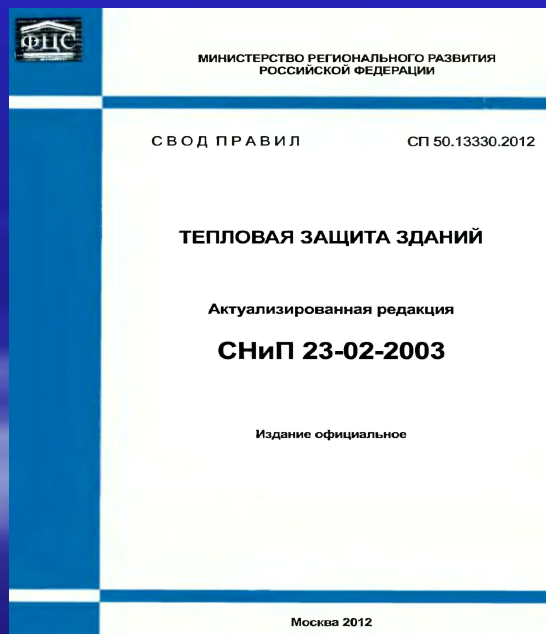 ФЦС
МИНИСТЕРСТВО РЕГИОНАЛЬНОГО РАЗВИТИЯ
РОССИЙСКОЙ ФЕДЕРАЦИИ
СВОД ПРАВИЛ СП 50.13330.2012
ТЕПЛОВАЯ ЗАЩИТА ЗДАНИЙ
Актуализированная редакция
СНиП 23-02-2003
Издание официальное
Москва 2012